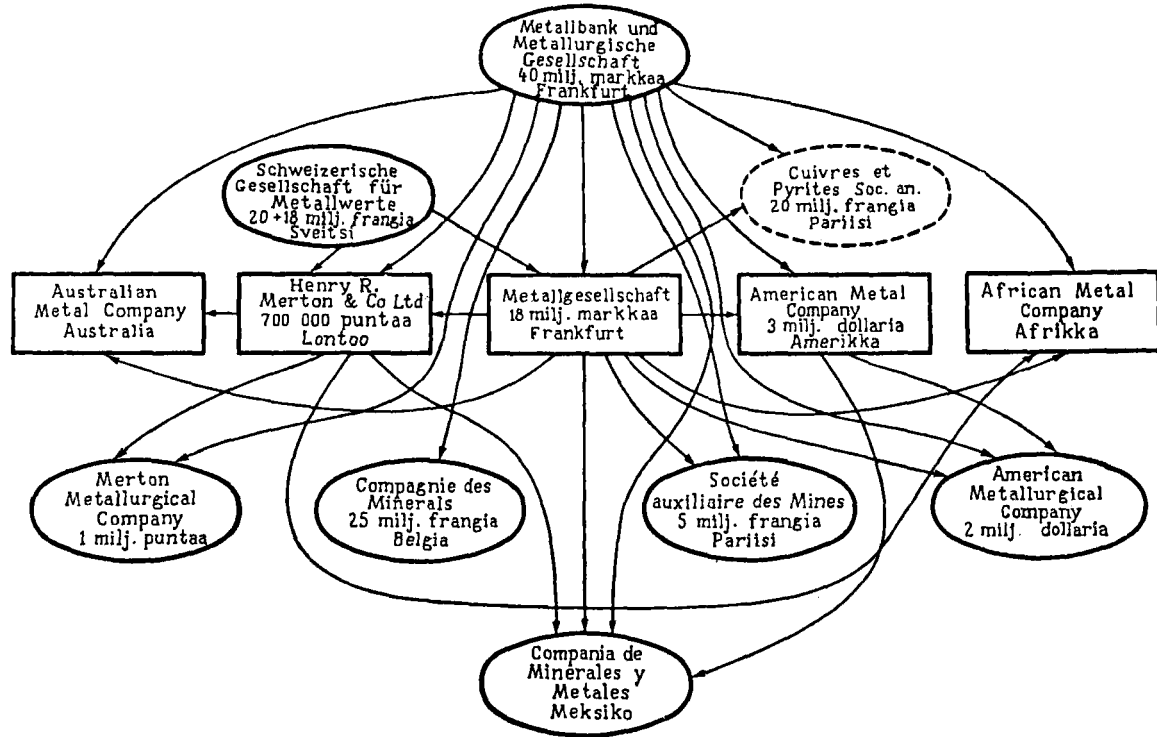 Metallbank und
Metallurgische
Gesellschaft
40 milj. markkaa
Frankfurt
Schweizerische
Gesellschaft für
Metallwerte
20 + 18 milj. frangia
Sveitsi
Cuivres et
Pyrites Soc. an.
20 milj. frangia
Pariisi
Australian
Metal Company
Australia
Henry R.
Merton & Co Ltd
700 000 puntaa
Lontoo
Metallgesellschaft
18 milj. markkaa
Frankfurt
American Metal
Company
3 milj. dollaria
Amerikka
African Metal
Company
Afrikka
Merton
Metallurgical
Company
1 milj. puntaa
Compagnie des
Minerals
25 milj. frangia
Belgia
Société
auxiliaire des Mines
5 milj. frangia
Pariisi
American
Metallurgical
Company
2 milj. dollaria
Compania de
Minerales y
Metales
Meksiko